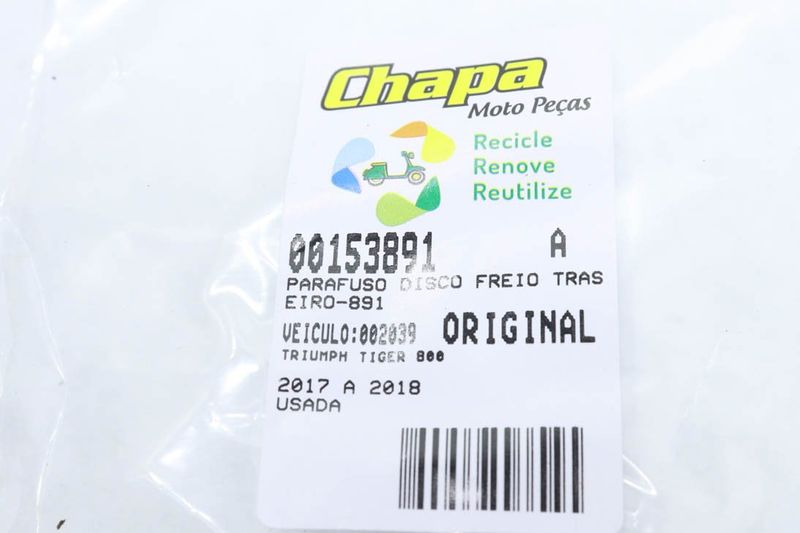 Chapa
Moto Peças
Recicle
Renove
Reutilize
00153891 A
PARAFUSO DISCO FREIO TRAS
EIRO-891
VEICULO:002039 ORIGINAL
TRIUMPH TIGER 800
2017 A 2018
USADA